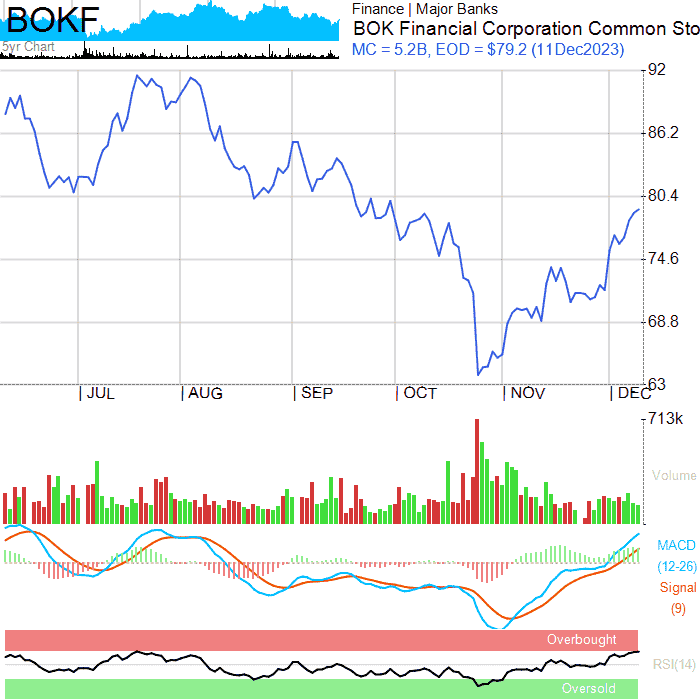 BOKF
5yr Chart
Finance | Major Banks
BOK Financial Corporation Common Sto
MC = 5.2B, EOD = $79.2 (11Dec2023)
92
86.2
80.4
74.6
68.8
63
JUL
AUG
SEP
OCT
NOV
DEC
713k
Volume
MACD
(12-26)
Signal
(9)
Overbought
RSI(14)
Oversold